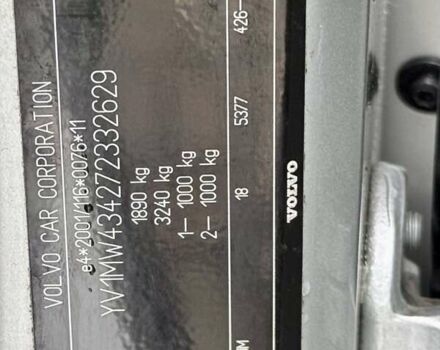 VOLVO CAR CORPORATION
e4*2001/116*0076*11
YV1MW434272332629
1890 kg
3240 kg
1– 1000 kg
2– 1000 kg
18 5377 426–
VOLVO